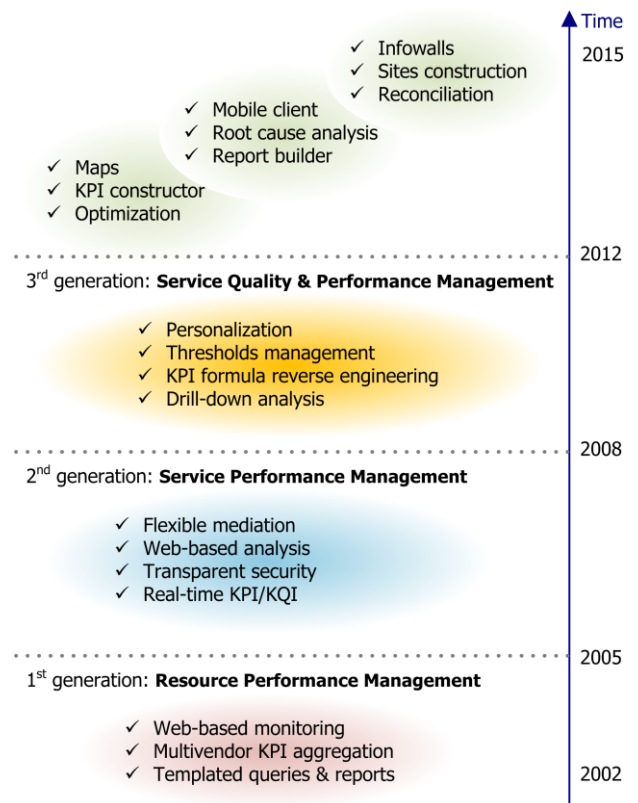 Time
✓ Infowalls
2015
✓ Sites construction
✓ Reconciliation
✓ Mobile client
✓ Root cause analysis
✓ Report builder
✓ Maps
✓ KPI constructor
✓ Optimization
2012
3rd generation: Service Quality & Performance Management
✓ Personalization
✓ Thresholds management
✓ KPI formula reverse engineering
✓ Drill-down analysis
2008
2nd generation: Service Performance Management
✓ Flexible mediation
✓ Web-based analysis
✓ Transparent security
✓ Real-time KPI/KQI
2005
1st generation: Resource Performance Management
✓ Web-based monitoring
✓ Multivendor KPI aggregation
✓ Templated queries & reports
2002